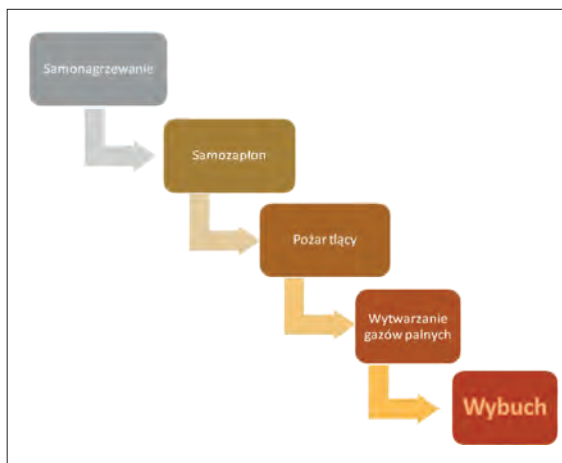 Samonagrzewanie
Samozapłon
Pożar tlący
Wytwarzanie
gazów palnych
Wybuch